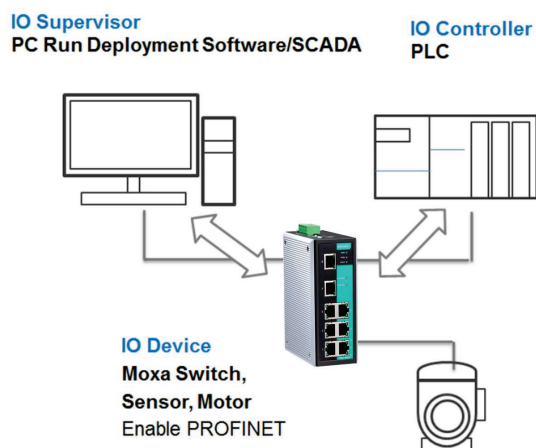 IO Supervisor
PC Run Deployment Software/SCADA
IO Controller
PLC
IO Device
Moxa Switch,
Sensor, Motor
Enable PROFINET